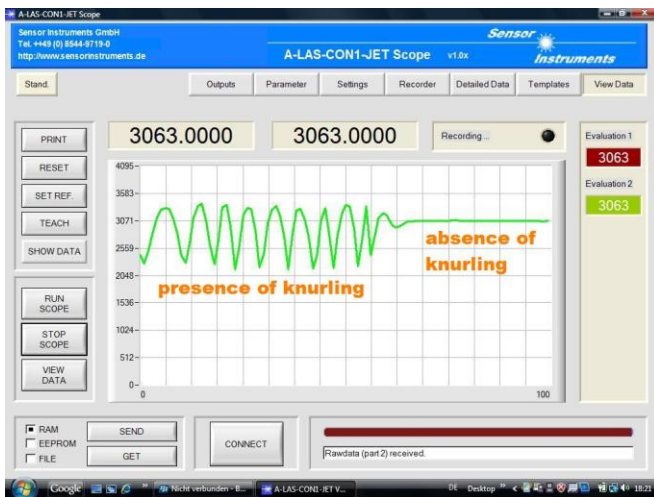 A-LAS-CON1-JET Scope
Sensor Instruments GmbH
Tel. ++49 (0) 8544-9719-0
http://www.sensorinstruments.de
A-LAS-CON1-JET Scope v1.0x
Sensor
Instruments
Stand.
Outputs Parameter Settings Recorder Detailed Data Templates View Data
PRINT
RESET
SET REF.
TEACH
SHOW DATA
RUN
SCOPE
STOP
SCOPE
VIEW
DATA
3063.0000 3063.0000 Recording ...
Evaluation 1
3063
Evaluation 2
3063
4095-
3583-
3071-
2559-
2048-
1536-
1024-
512-
0-
0 100
presence of knurling
absence of
knurling
RAM
EEPROM
FILE
SEND
GET
CONNECT
Rawdata (part 2) received.
Google Nicht verbunden - A-LAS-CON1-JET V... DE Desktop 18:21